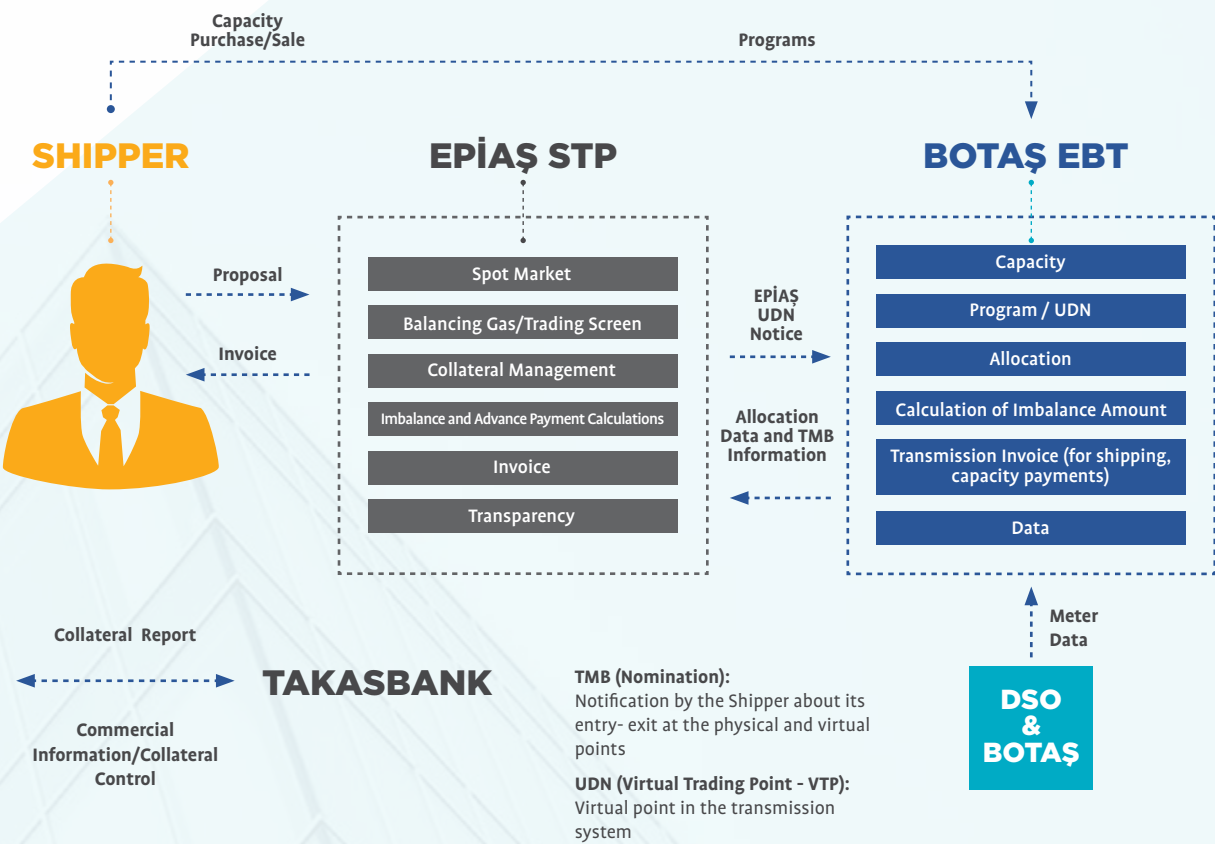 Capacity
Purchase/Sale
Programs
SHIPPER
EPİAŞ STP
BOTAŞ EBT
Proposal
Invoice
Spot Market
Balancing Gas/Trading Screen
Collateral Management
Imbalance and Advance Payment Calculations
Invoice
Transparency
EPİAŞ
UDN
Notice
Allocation
Data and TMB
Information
Capacity
Program / UDN
Allocation
Calculation of Imbalance Amount
Transmission Invoice (for shipping,
capacity payments)
Data
Meter
Data
DSO
&
BOTAŞ
Collateral Report
TAKASBANK
Commercial
Information/Collateral
Control
TMB (Nomination):
Notification by the Shipper about its
entry- exit at the physical and virtual
points
UDN (Virtual Trading Point - VTP):
Virtual point in the transmission
system